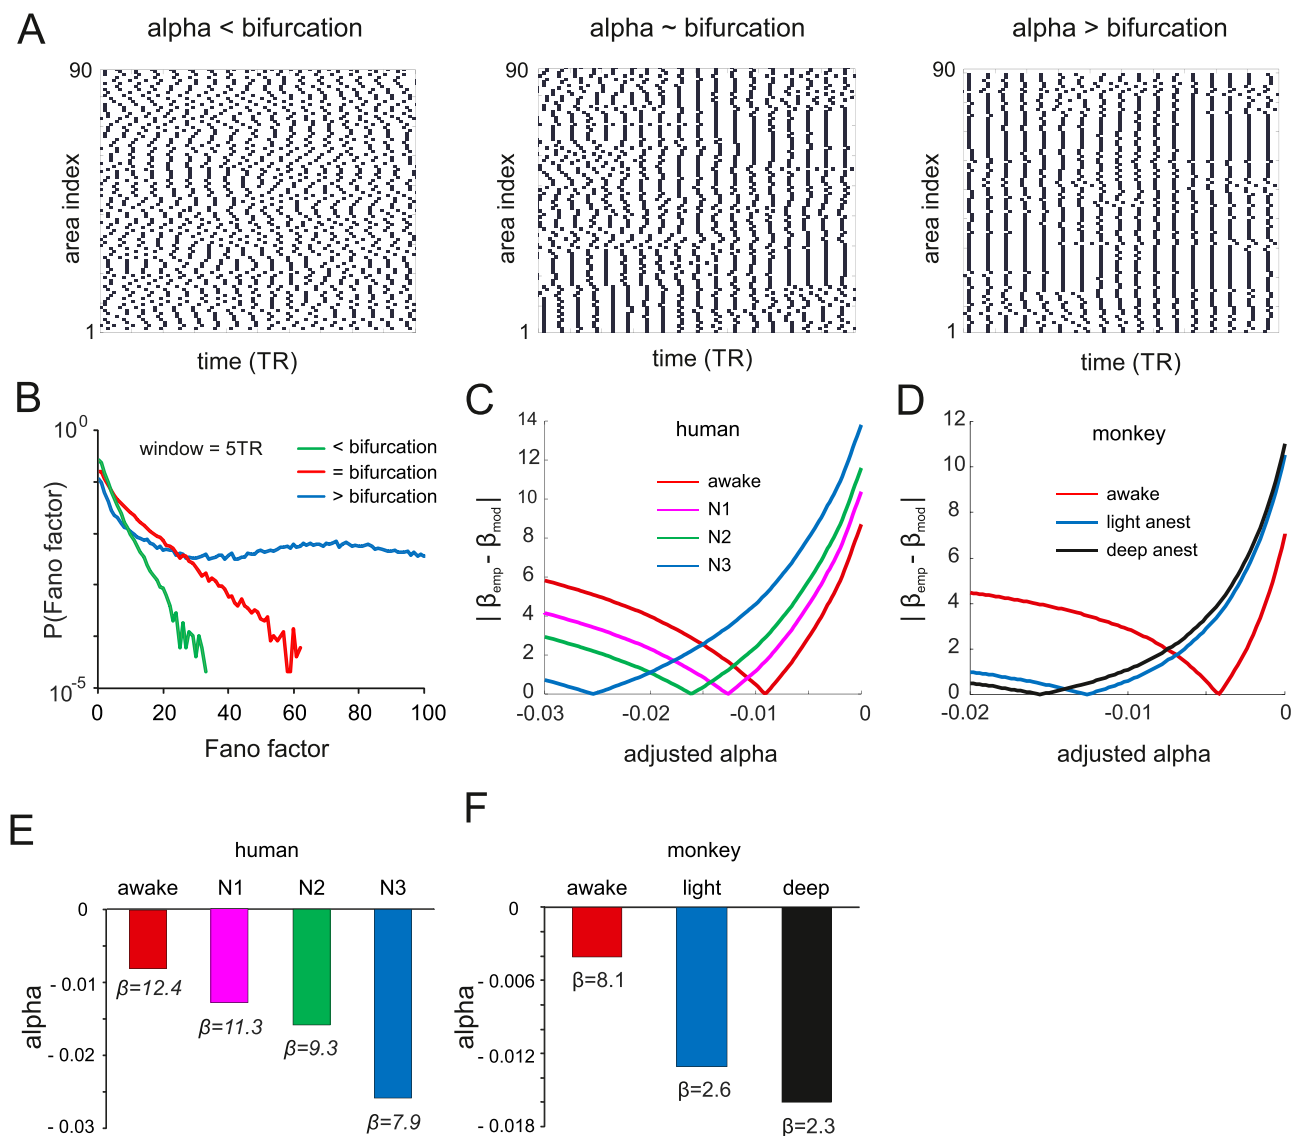 A
alpha < bifurcation
alpha ~ bifurcation
alpha > bifurcation
90
area index
1
time (TR)
90
area index
1
time (TR)
90
area index
1
time (TR)
B
10^0
P(Fano factor)
10^-5
window = 5TR
< bifurcation
= bifurcation
> bifurcation
0 20 40 60 80 100
Fano factor
C
human
14
12
10
8
6
4
2
0
| β_emp - β_mod |
awake
N1
N2
N3
-0.03 -0.02 -0.01 0
adjusted alpha
D
monkey
12
10
8
6
4
2
0
| β_emp - β_mod |
awake
light anest
deep anest
-0.02 -0.01 0
adjusted alpha
E
human
awake N1 N2 N3
0
- 0.01
- 0.02
- 0.03
alpha
β=12.4
β=11.3
β=9.3
β=7.9
F
monkey
awake light deep
0
- 0.006
- 0.012
- 0.018
alpha
β=8.1
β=2.6
β=2.3